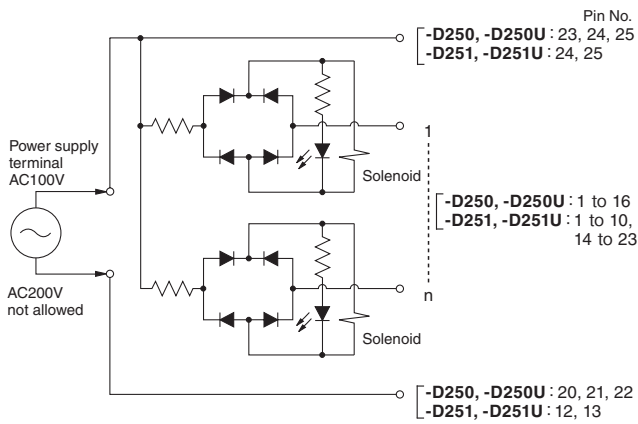 Pin No.
-D250, -D250U : 23, 24, 25
-D251, -D251U : 24, 25
1
Power supply
terminal
AC100V
Solenoid
-D250, -D250U : 1 to 16
-D251, -D251U : 1 to 10,
14 to 23
AC200V
not allowed
n
Solenoid
-D250, -D250U : 20, 21, 22
-D251, -D251U : 12, 13